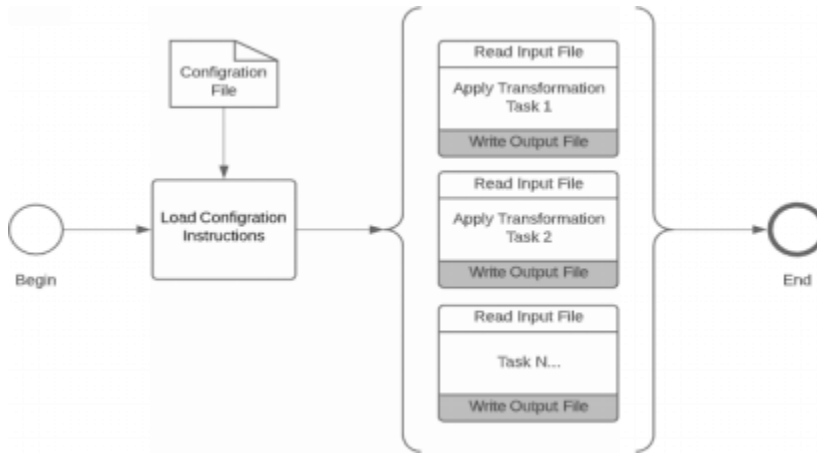 Configration
File
Load Configration
Instructions
Begin
Read Input File
Apply Transformation
Task 1
Write Output File
Read Input File
Apply Transformation
Task 2
Write Output File
Read Input File
Task N...
Write Output File
End